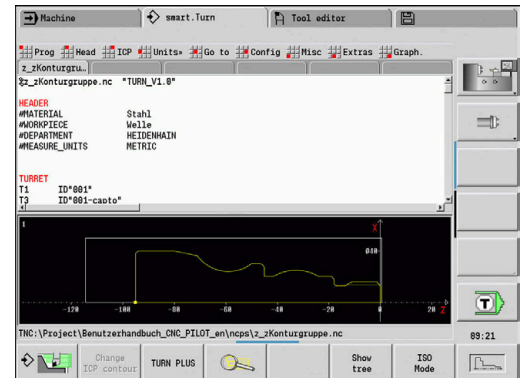 Machine smart.Turn Tool editor
Prog Head ICP Units» Go to Config Misc Extras Graph.
z_zKonturgru…
%z_zKonturgruppe.nc "TURN_V1.0"
HEADER
#MATERIAL Stahl
#WORKPIECE Welle
#DEPARTMENT HEIDENHAIN
#MEASURE_UNITS METRIC
TURRET
T1 ID"001"
T3 ID"001-capto"
1 X
-120 -100 -80 -60 -40 -20 0 20 Z
TNC:\Project\Benutzerhandbuch_CNC_PILOT_en\ncps\z_zKonturgruppe.nc
T
09:21
Change ICP contour
TURN PLUS
Show tree
ISO Mode